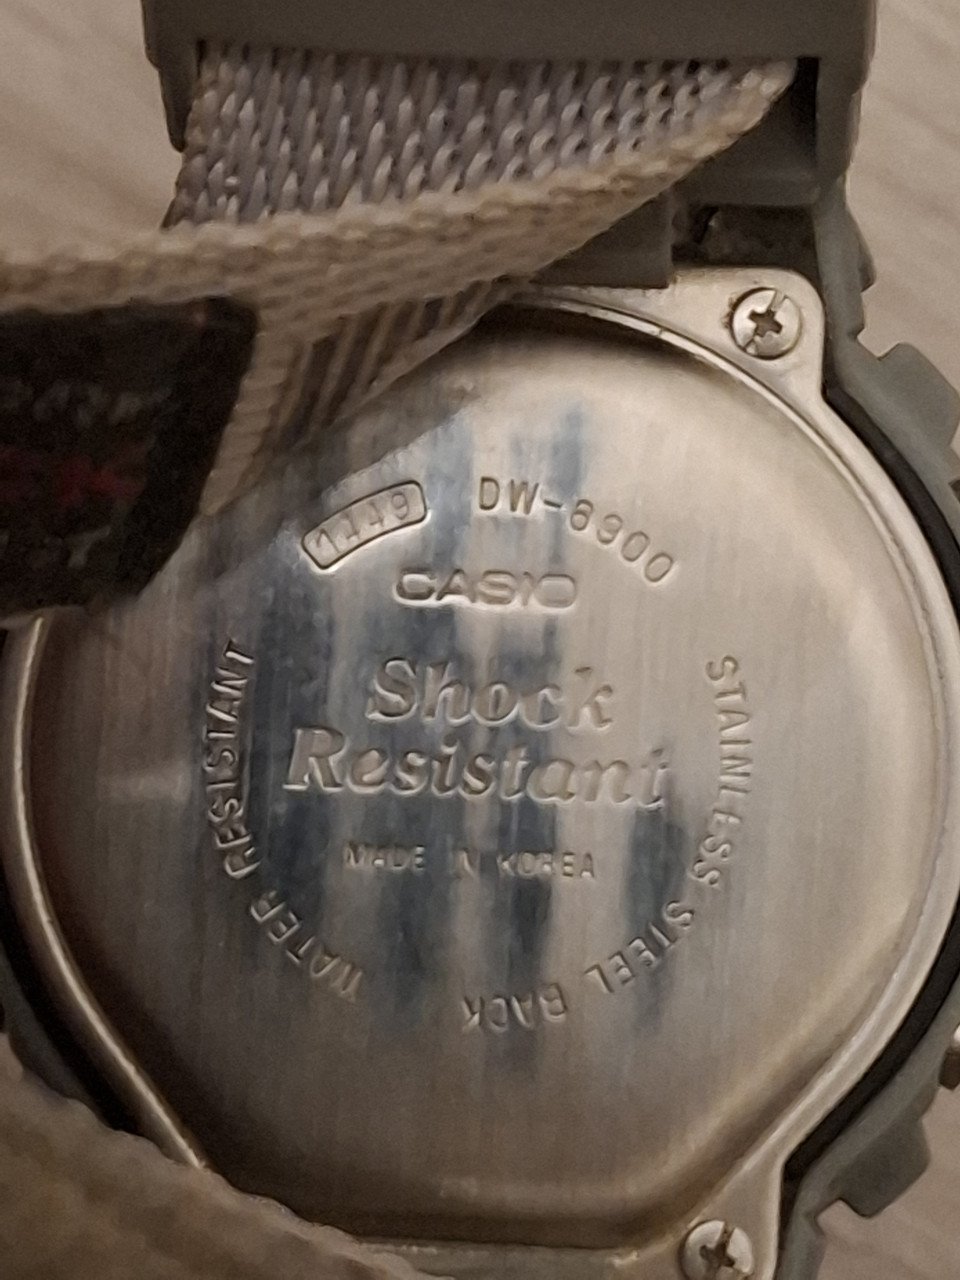 1449
DW-6900
CASIO
Shock
Resistant
MADE IN KOREA
WATER RESISTANT
STAINLESS STEEL BACK